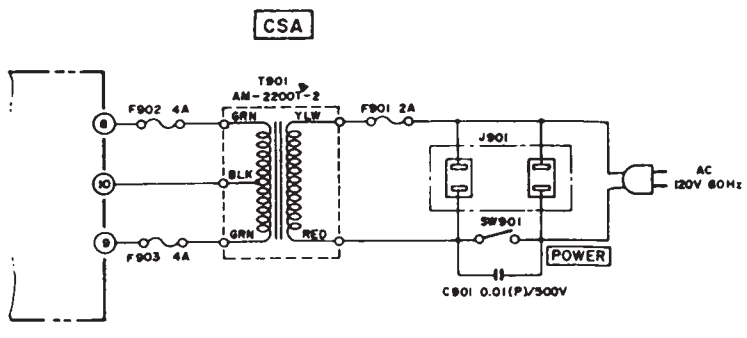 CSA
T901
AM-2200T-2
F902 4A
GRN
YLW
F901 2A
8
J901
10
BLK
AC
120V 60Hz
SW901
9
GRN
RED
F903 4A
POWER
C901 0.01(P)/500V